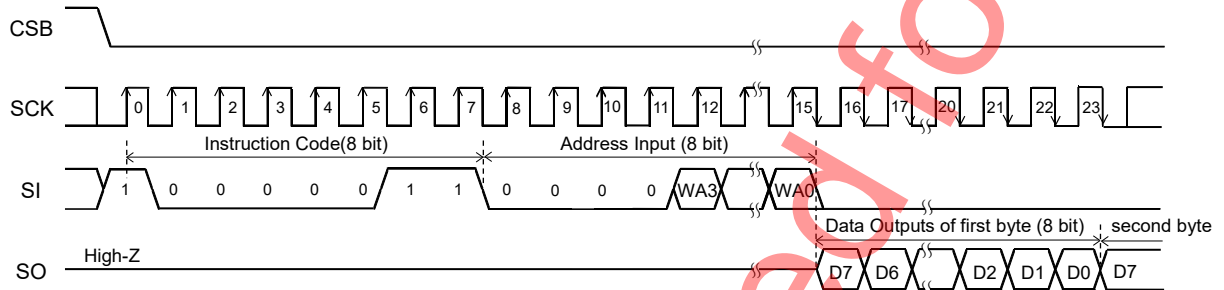 CSB
SCK 0 1 2 3 4 5 6 7 8 9 10 11 12 15 16 17 20 21 22 23
Instruction Code(8 bit) Address Input (8 bit)
SI 1 0 0 0 0 0 1 1 0 0 0 0 WA3 WA0
Data Outputs of first byte (8 bit) second byte
High-Z
SO D7 D6 D2 D1 D0 D7